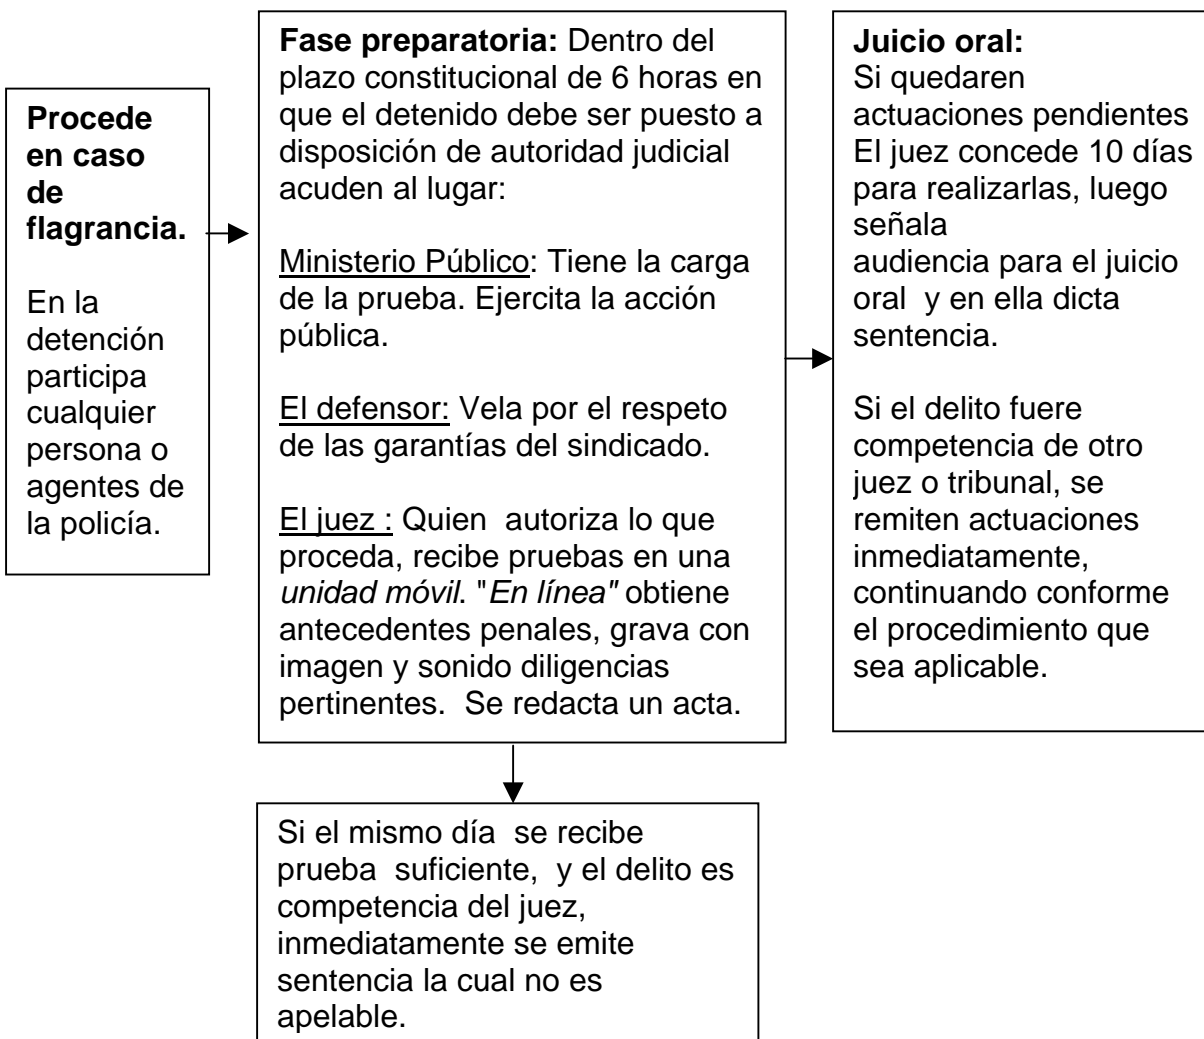 Procede
en caso
de
flagrancia.
En la
detención
participa
cualquier
persona o
agentes de
la policía.
Fase preparatoria: Dentro del
plazo constitucional de 6 horas en
que el detenido debe ser puesto a
disposición de autoridad judicial
acuden al lugar:
Ministerio Público: Tiene la carga
de la prueba. Ejercita la acción
pública.
El defensor: Vela por el respeto
de las garantías del sindicado.
El juez : Quien autoriza lo que
proceda, recibe pruebas en una
unidad móvil. "En línea" obtiene
antecedentes penales, grava con
imagen y sonido diligencias
pertinentes. Se redacta un acta.
Juicio oral:
Si quedaren
actuaciones pendientes
El juez concede 10 días
para realizarlas, luego
señala
audiencia para el juicio
oral y en ella dicta
sentencia.
Si el delito fuere
competencia de otro
juez o tribunal, se
remiten actuaciones
inmediatamente,
continuando conforme
el procedimiento que
sea aplicable.
Si el mismo día se recibe
prueba suficiente, y el delito es
competencia del juez,
inmediatamente se emite
sentencia la cual no es
apelable.